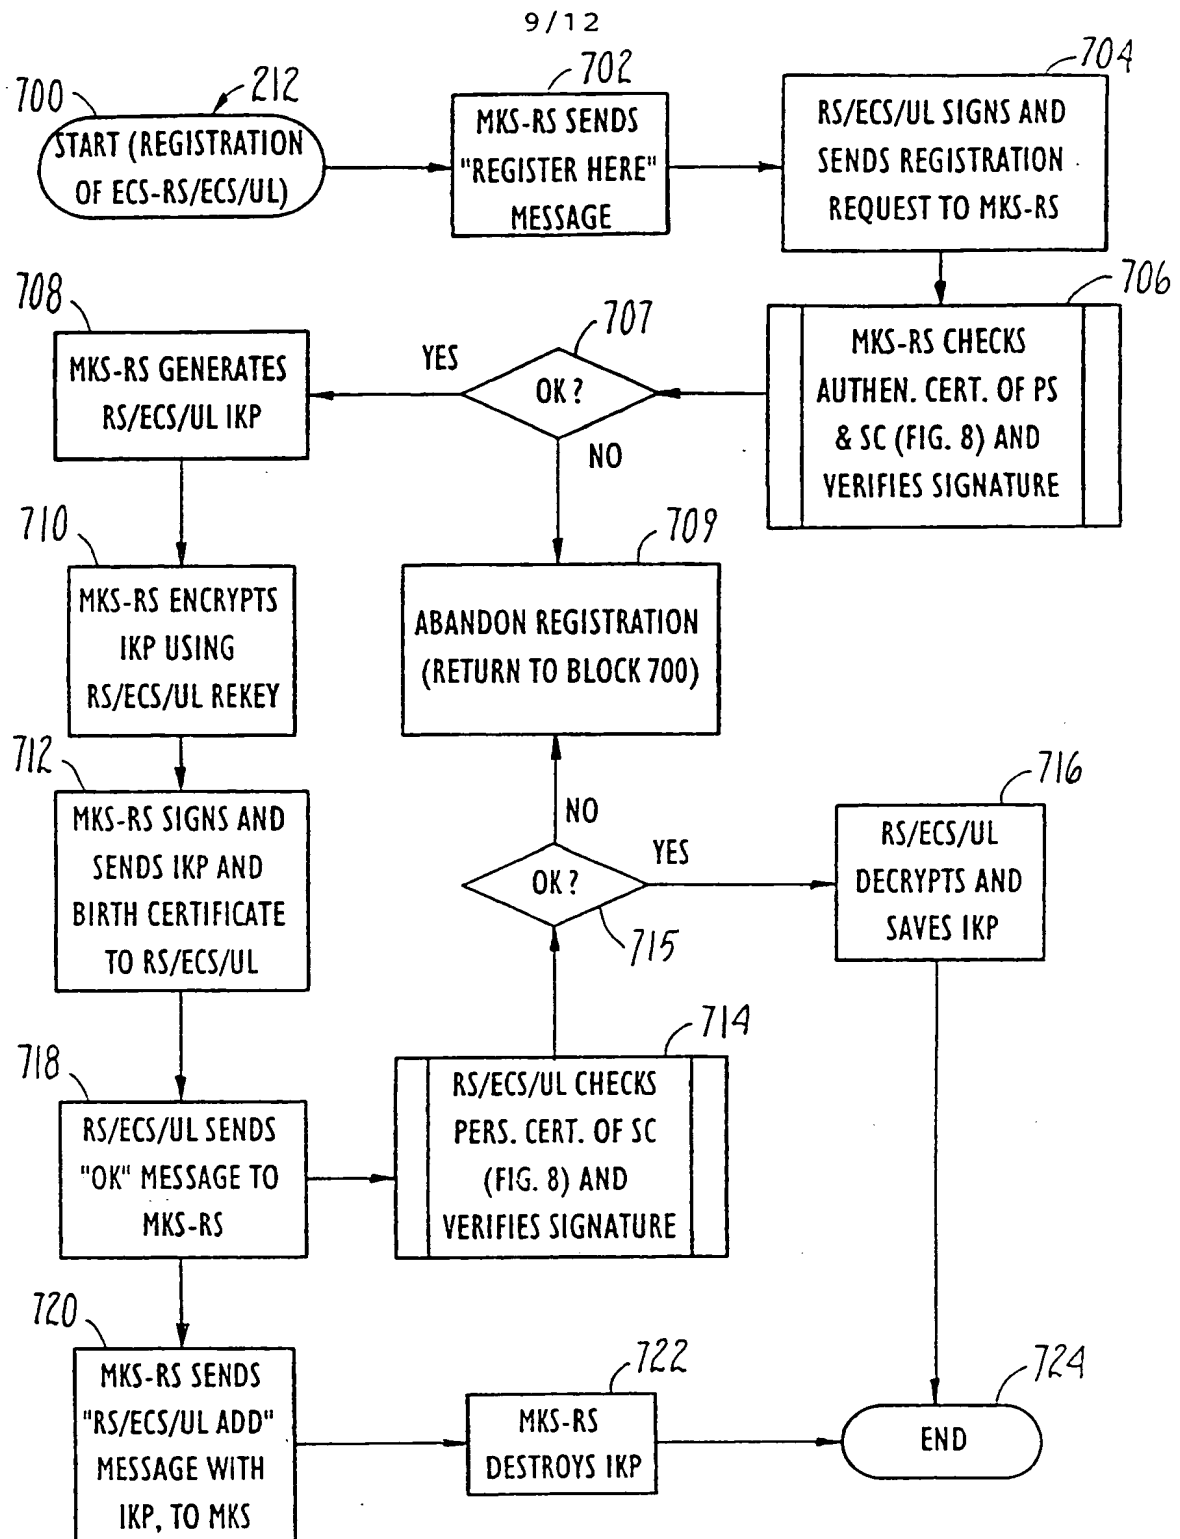 9/12
700
212
START (REGISTRATION
OF ECS-RS/ECS/UL)
702
MKS-RS SENDS
"REGISTER HERE"
MESSAGE
704
RS/ECS/UL SIGNS AND
SENDS REGISTRATION
REQUEST TO MKS-RS
706
MKS-RS CHECKS
AUTHEN. CERT. OF PS
& SC (FIG. 8) AND
VERIFIES SIGNATURE
707
OK?
YES
NO
708
MKS-RS GENERATES
RS/ECS/UL IKP
709
ABANDON REGISTRATION
(RETURN TO BLOCK 700)
710
MKS-RS ENCRYPTS
IKP USING
RS/ECS/UL REKEY
712
MKS-RS SIGNS AND
SENDS IKP AND
BIRTH CERTIFICATE
TO RS/ECS/UL
NO
OK?
YES
715
716
RS/ECS/UL
DECRYPTS AND
SAVES IKP
718
RS/ECS/UL SENDS
"OK" MESSAGE TO
MKS-RS
714
RS/ECS/UL CHECKS
PERS. CERT. OF SC
(FIG. 8) AND
VERIFIES SIGNATURE
720
MKS-RS SENDS
"RS/ECS/UL ADD"
MESSAGE WITH
IKP, TO MKS
722
MKS-RS
DESTROYS IKP
724
END